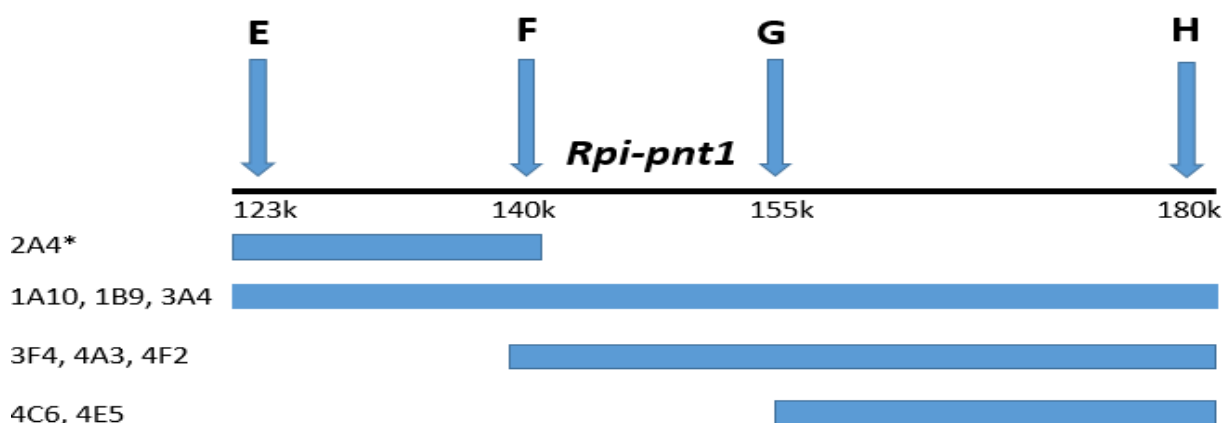 E F G H
Rpi-pnt1
123k 140k 155k 180k
2A4*
1A10, 1B9, 3A4
3F4, 4A3, 4F2
4C6, 4E5